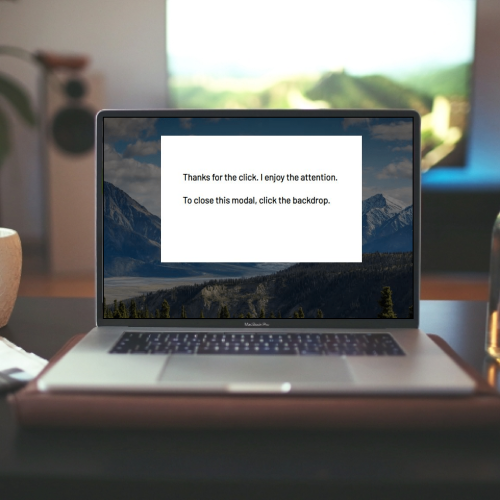 Thanks for the click. I enjoy the attention.
To close this modal, click the backdrop.
MacBook Pro